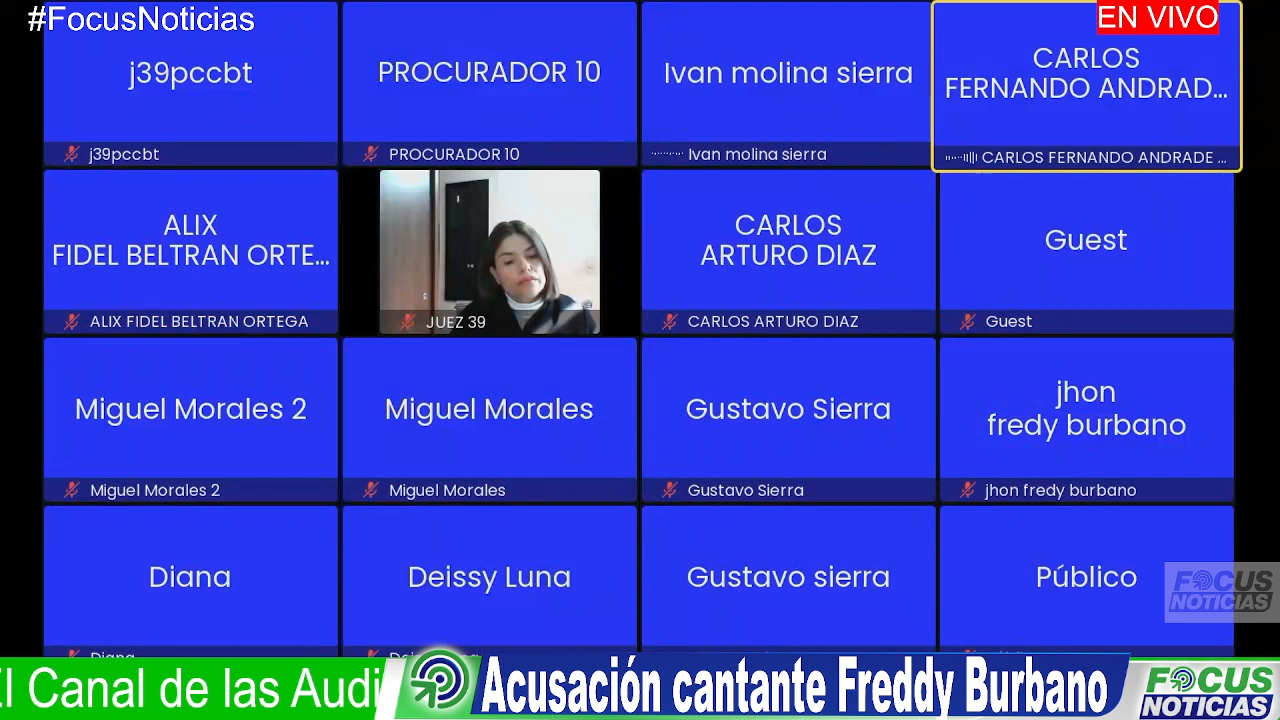 #FocusNoticias
EN VIVO
j39pccbt
PROCURADOR 10
Ivan molina sierra
CARLOS
FERNANDO ANDRAD...
j39pccbt
PROCURADOR 10
Ivan molina sierra
CARLOS FERNANDO ANDRADE ...
ALIX
FIDEL BELTRAN ORTE...
CARLOS
ARTURO DIAZ
Guest
ALIX FIDEL BELTRAN ORTEGA
JUEZ 39
CARLOS ARTURO DIAZ
Guest
Miguel Morales 2
Miguel Morales
Gustavo Sierra
jhon
fredy burbano
Miguel Morales 2
Miguel Morales
Gustavo Sierra
jhon fredy burbano
Diana
Deissy Luna
Gustavo sierra
Público
FOCUS
NOTICIAS
Diana
El Canal de las Audi
Acusación cantante Freddy Burbano
FOCUS
NOTICIAS